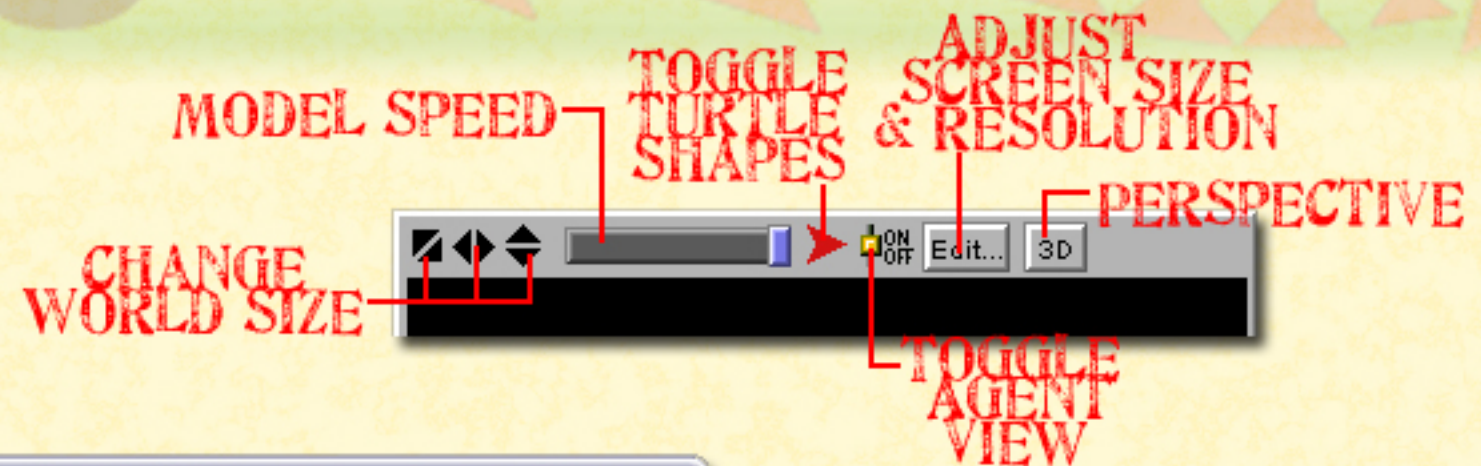 ADJUST
SCREEN SIZE
& RESOLUTION
TOGGLE
TURTLE
SHAPES
MODEL SPEED
PERSPECTIVE
ON
OFF
Edit...
3D
CHANGE
WORLD SIZE
TOGGLE
AGENT
VIEW